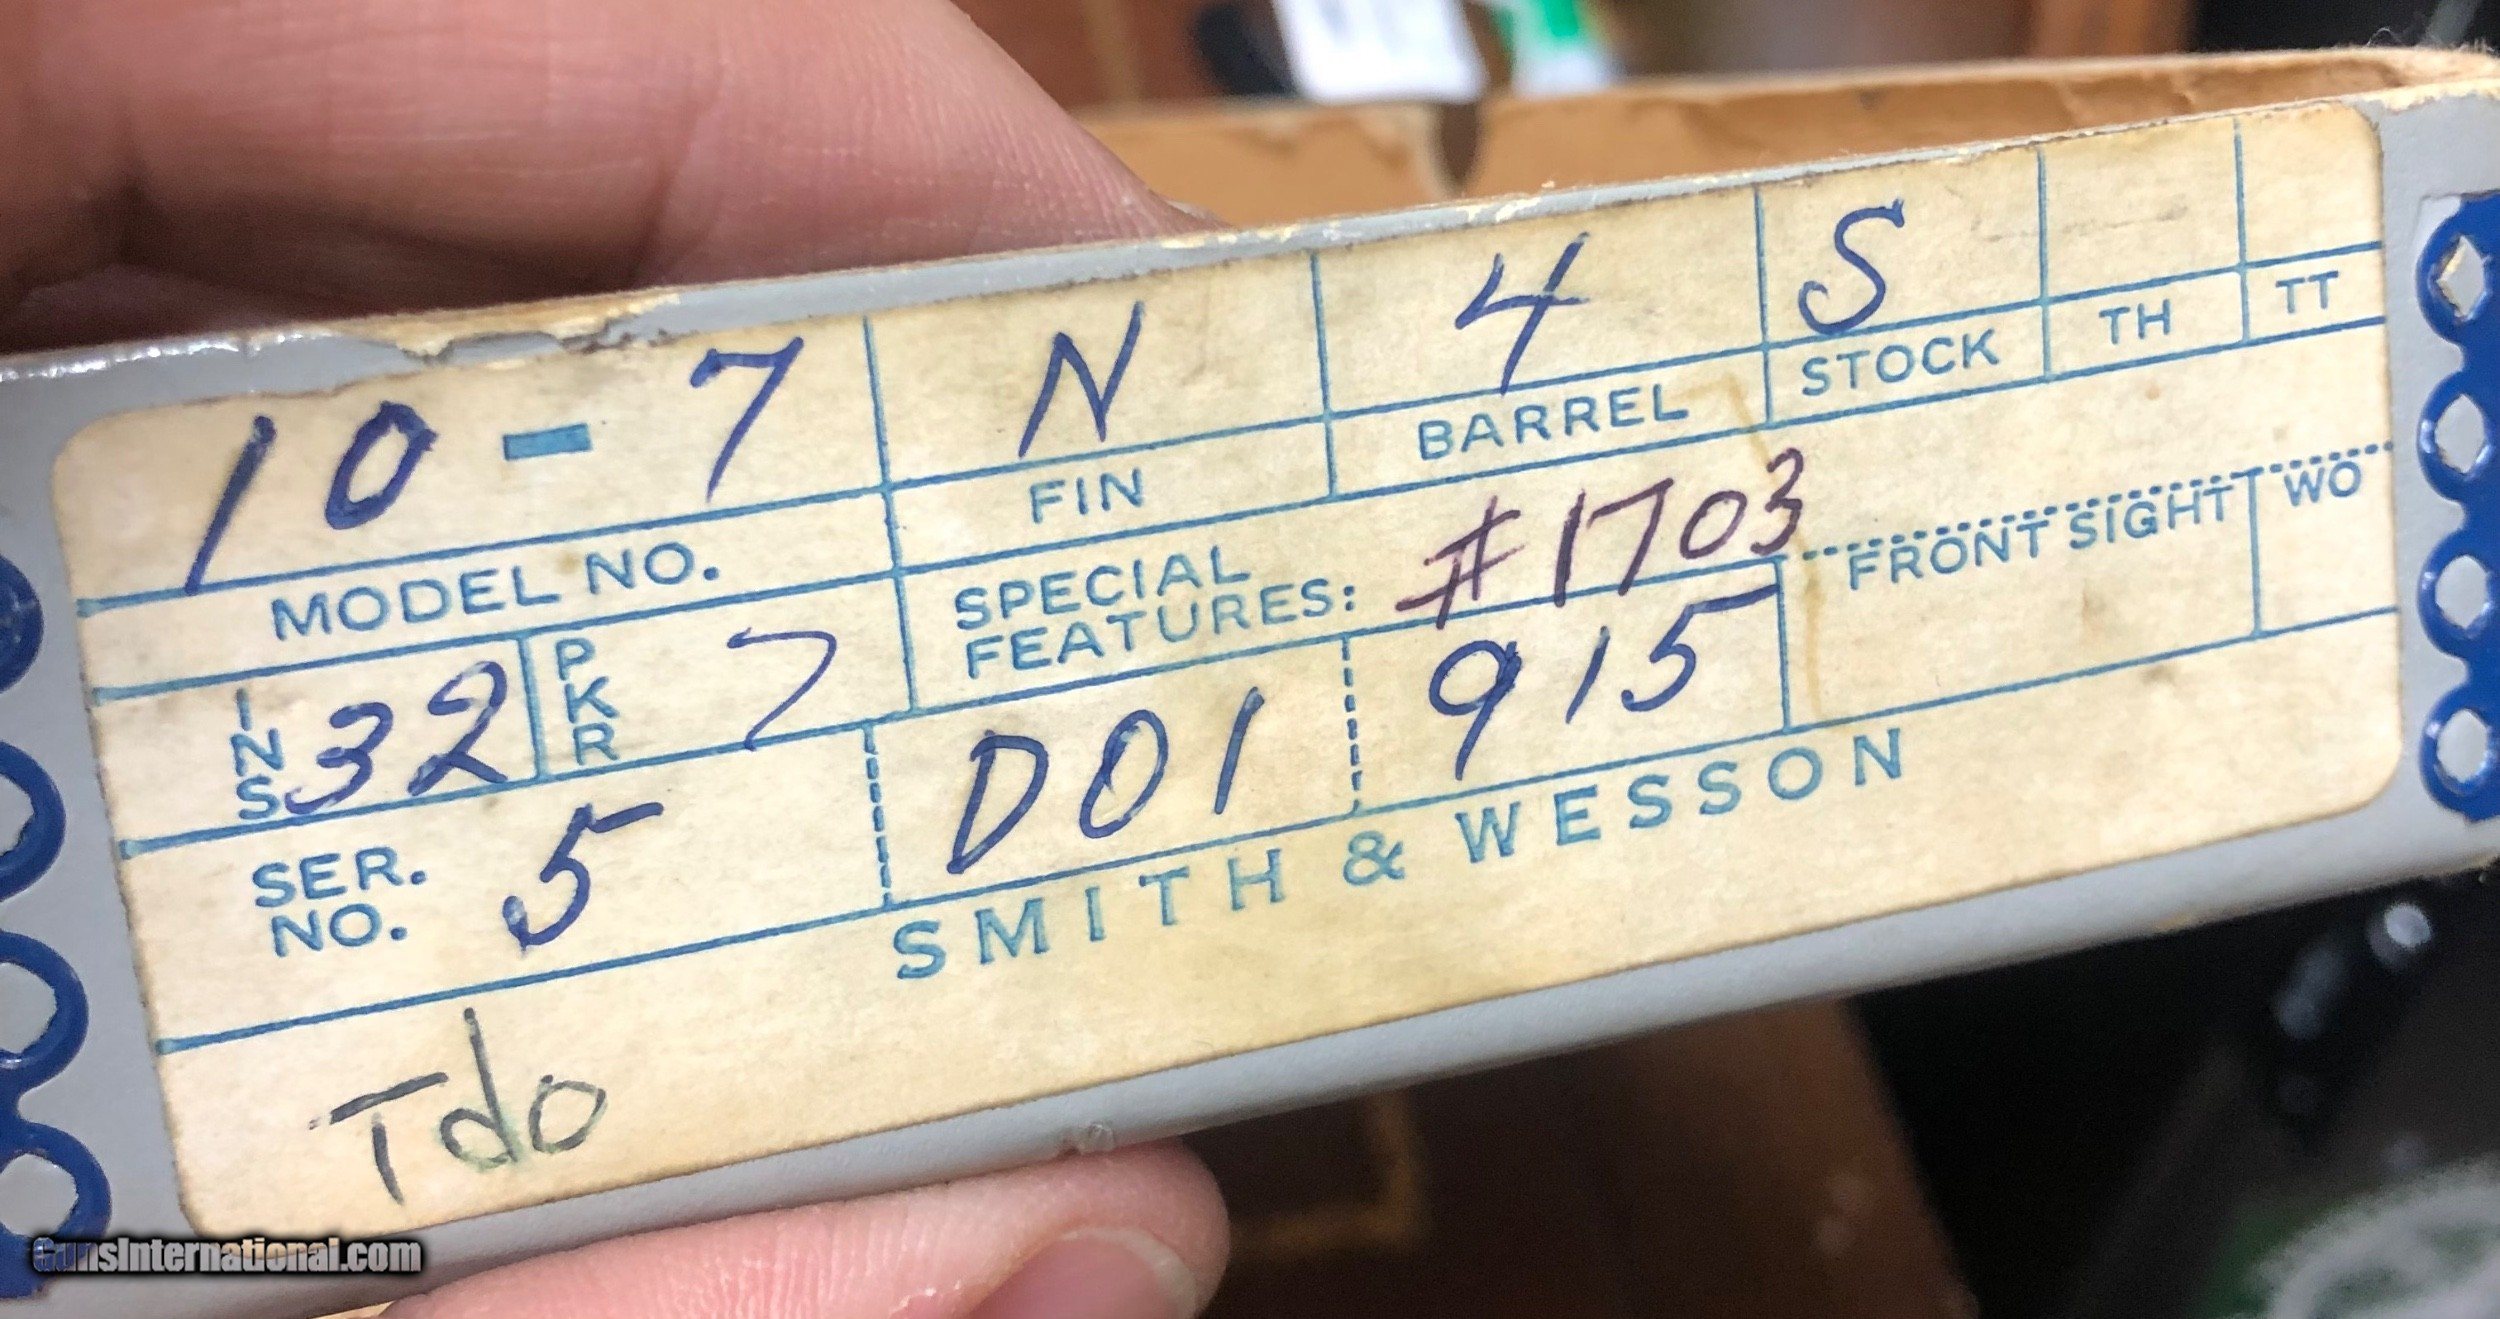 10-7 N 4 S
MODEL NO. FIN BARREL STOCK TH TT
SPECIAL FEATURES: #1703
FRONT SIGHT WO
INS 32 PKR 7
SER. NO. 5 D01 915
SMITH & WESSON
Tdo
GunsInternational.com